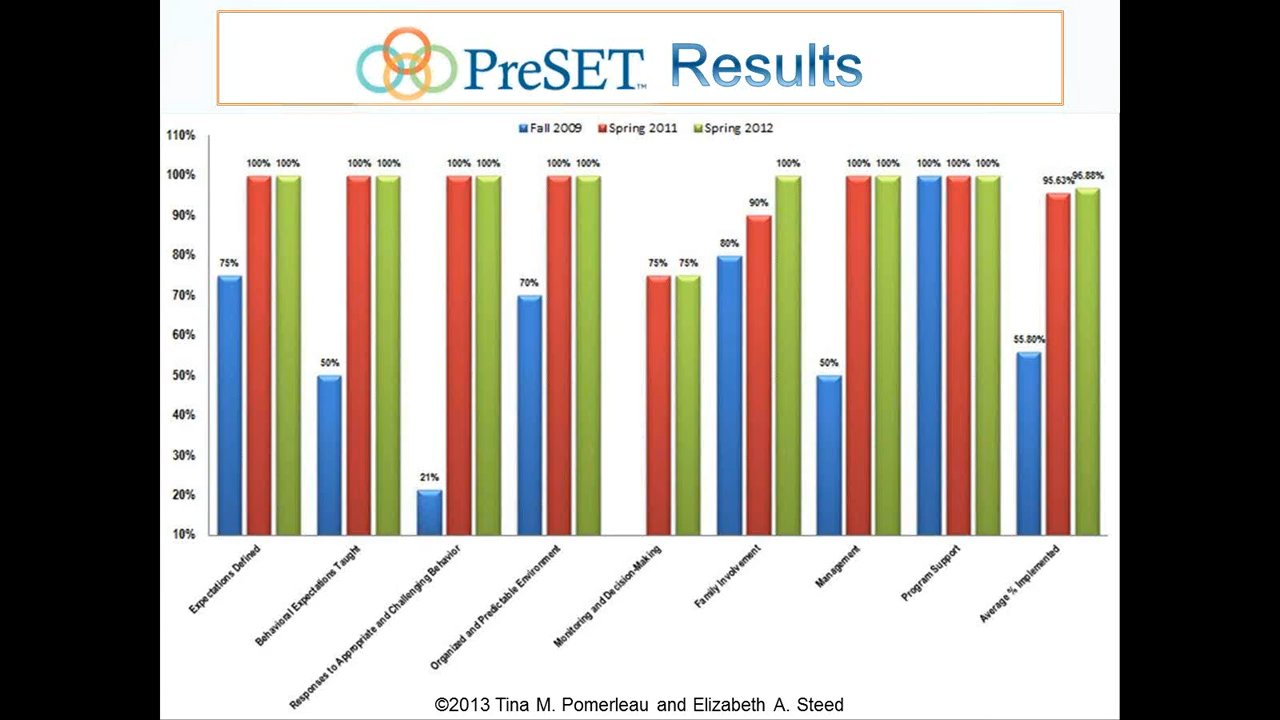 PreSET™ Results
Fall 2009 Spring 2011 Spring 2012
110%
100%
90%
80%
70%
60%
50%
40%
30%
20%
10%
75% 100% 100%
50% 100% 100%
21% 100% 100%
70% 100% 100%
75% 75%
80% 90% 100%
50% 100% 100%
100% 100% 100%
55.80% 95.63% 96.88%
Expectations Defined
Behavioral Expectations Taught
Responses to Appropriate and Challenging Behavior
Organized and Predictable Environment
Monitoring and Decision-Making
Family Involvement
Management
Program Support
Average % Implemented
©2013 Tina M. Pomerleau and Elizabeth A. Steed